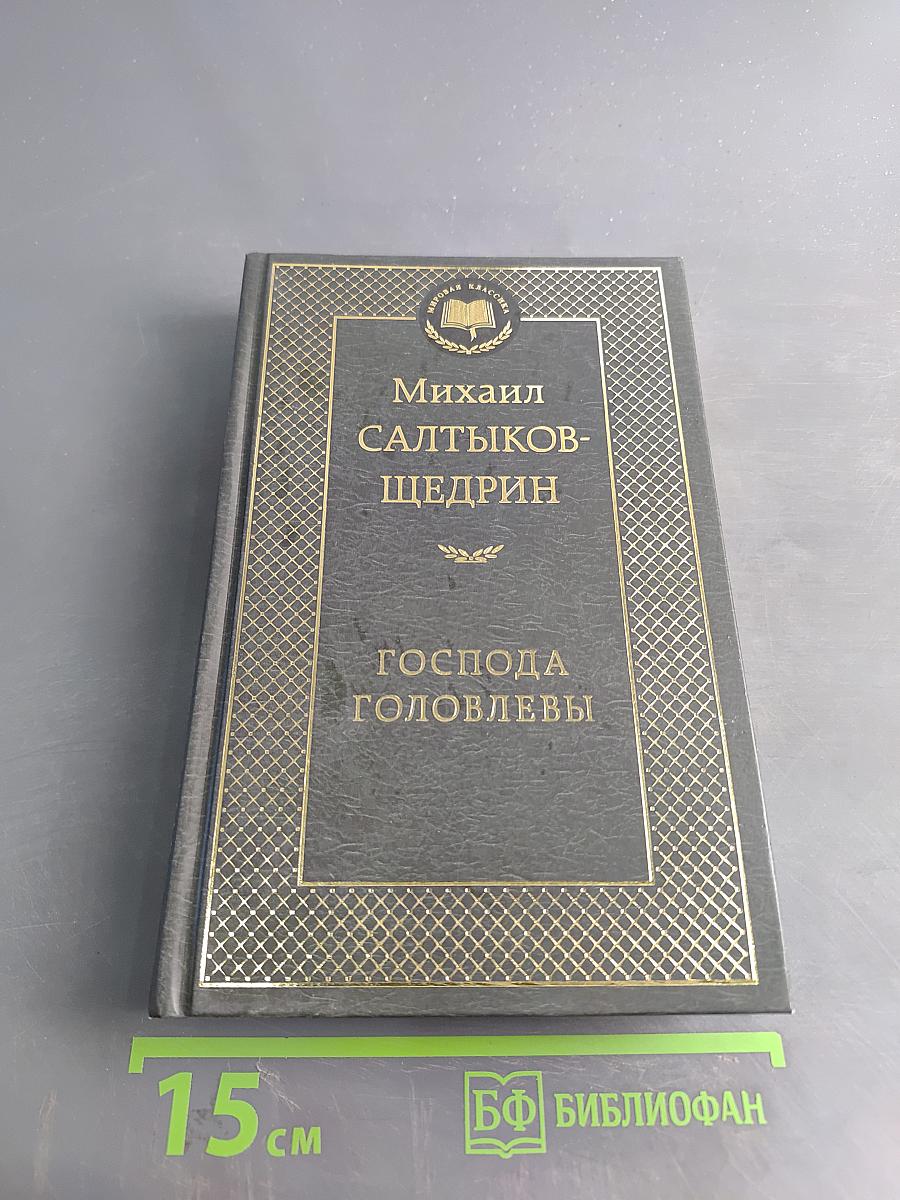 МИРОВАЯ КЛАССИКА
Михаил
САЛТЫКОВ-
ЩЕДРИН
ГОСПОДА
ГОЛОВЛЕВЫ
15 см
БФ БИБЛИОФАН